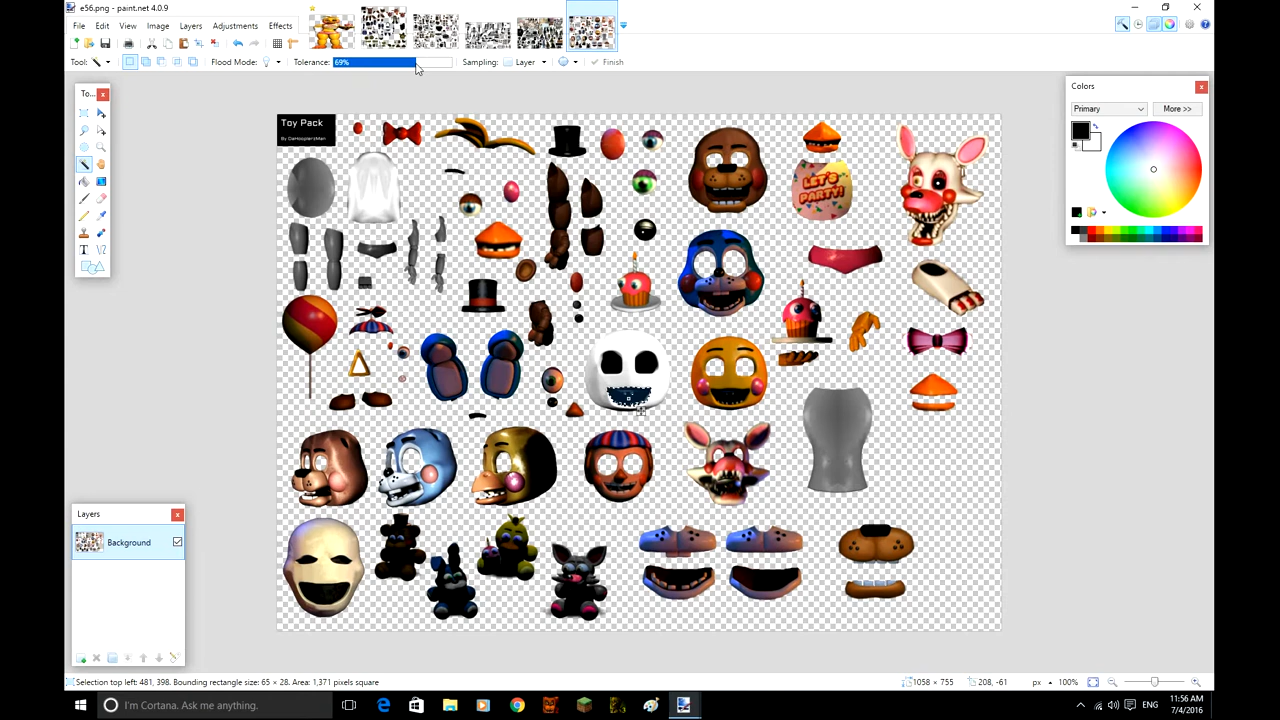 e56.png - paint.net 4.0.9
File Edit View Image Layers Adjustments Effects
Tool: Flood Mode: Tolerance: 69% Sampling: Layer Finish
To...
Colors
Primary More >>
Toy Pack
LET'S PARTY!
Layers
Background
Selection top left: 481, 398. Bounding rectangle size: 65 × 28. Area: 1,371 pixels square
1058 × 755 208, -61 px 100%
I'm Cortana. Ask me anything.
ENG
11:56 AM
7/4/2016